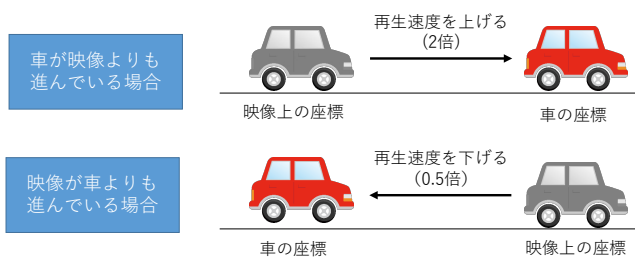 車が映像よりも
進んでいる場合
再生速度を上げる
(2倍)
映像上の座標
車の座標
映像が車よりも
進んでいる場合
再生速度を下げる
(0.5倍)
車の座標
映像上の座標